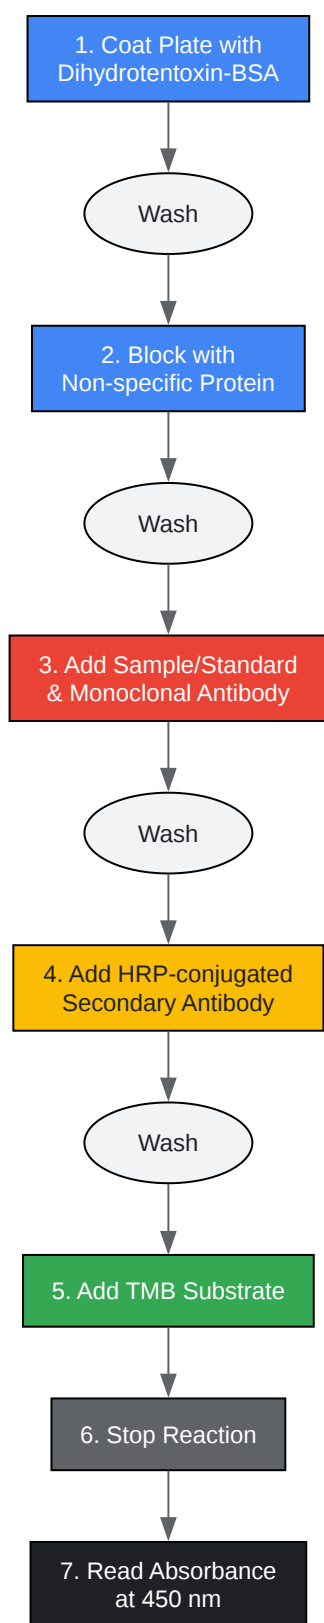 1. Coat Plate with
Dihydrotentoxin-BSA
Wash
2. Block with
Non-specific Protein
Wash
3. Add Sample/Standard
& Monoclonal Antibody
Wash
4. Add HRP-conjugated
Secondary Antibody
Wash
5. Add TMB Substrate
6. Stop Reaction
7. Read Absorbance
at 450 nm